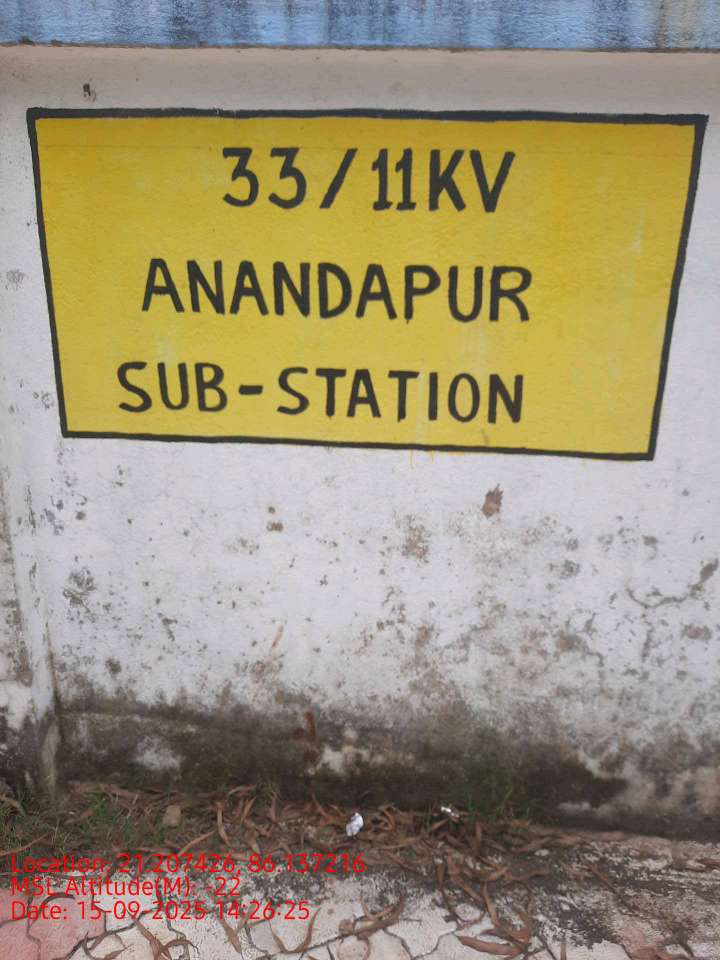 33/11KV
ANANDAPUR
SUB-STATION
Location: 21.207426, 86.137216
MSL Altitude(M): -22
Date: 15-09-2025 14:26:25